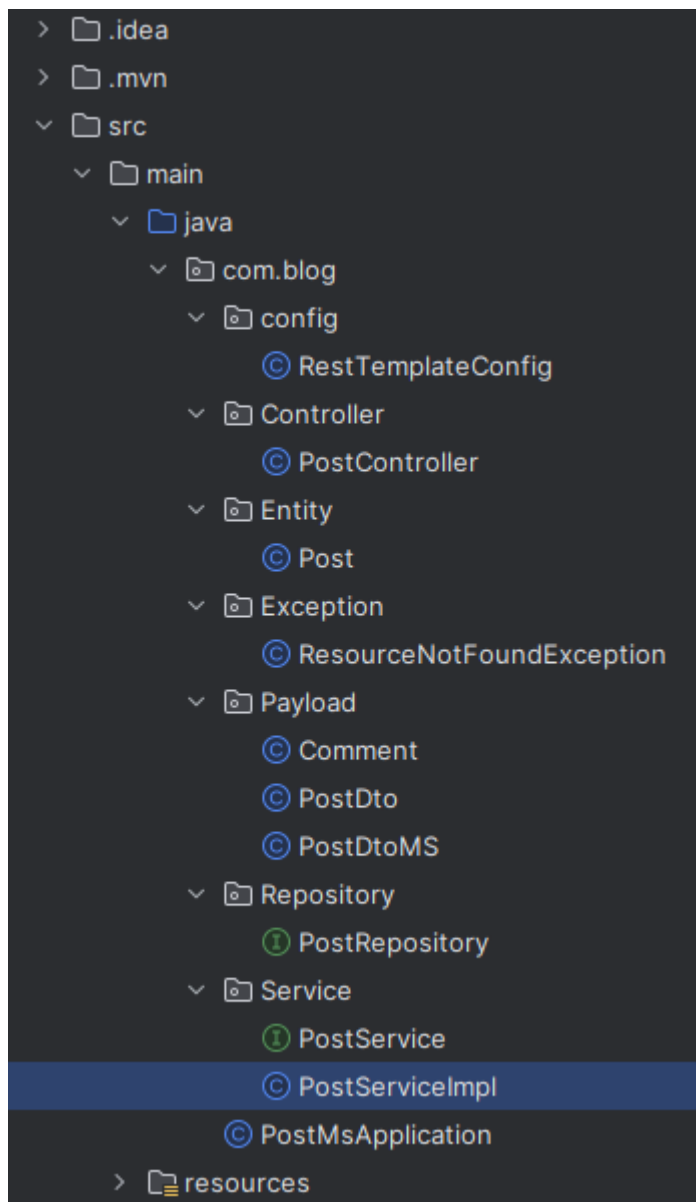 .idea
.mvn
src
main
java
com.blog
config
RestTemplateConfig
Controller
PostController
Entity
Post
Exception
ResourceNotFoundException
Payload
Comment
PostDto
PostDtoMS
Repository
PostRepository
Service
PostService
PostServiceImpl
PostMsApplication
resources